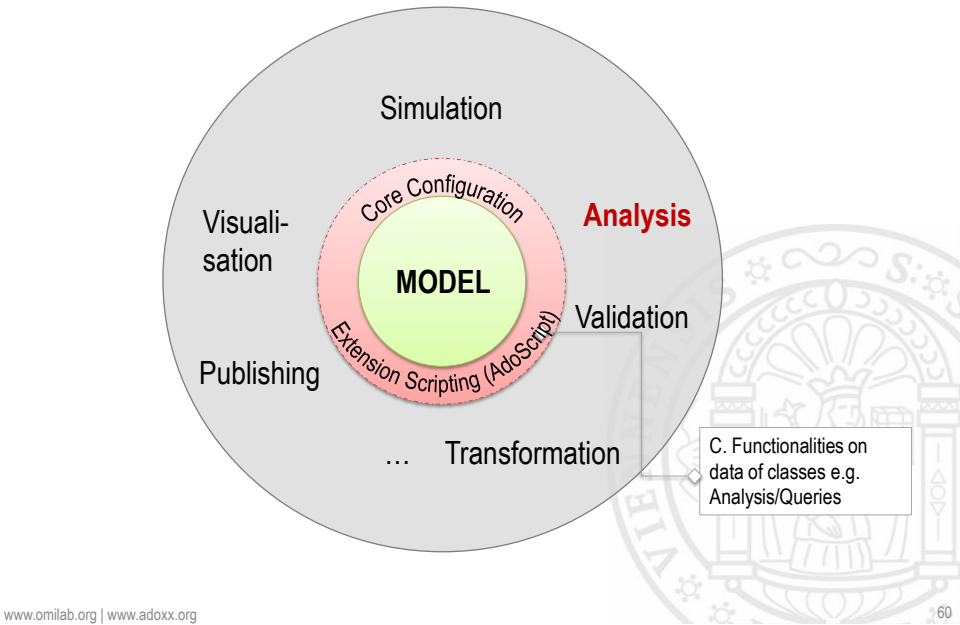 Simulation
Core Configuration
Analysis
Visuali-
sation
MODEL
Validation
Extension Scripting (AdoScript)
Publishing
... Transformation
C. Functionalities on
data of classes e.g.
Analysis/Queries
VIENENSIS
S:
www.omilab.org | www.adoxx.org
60